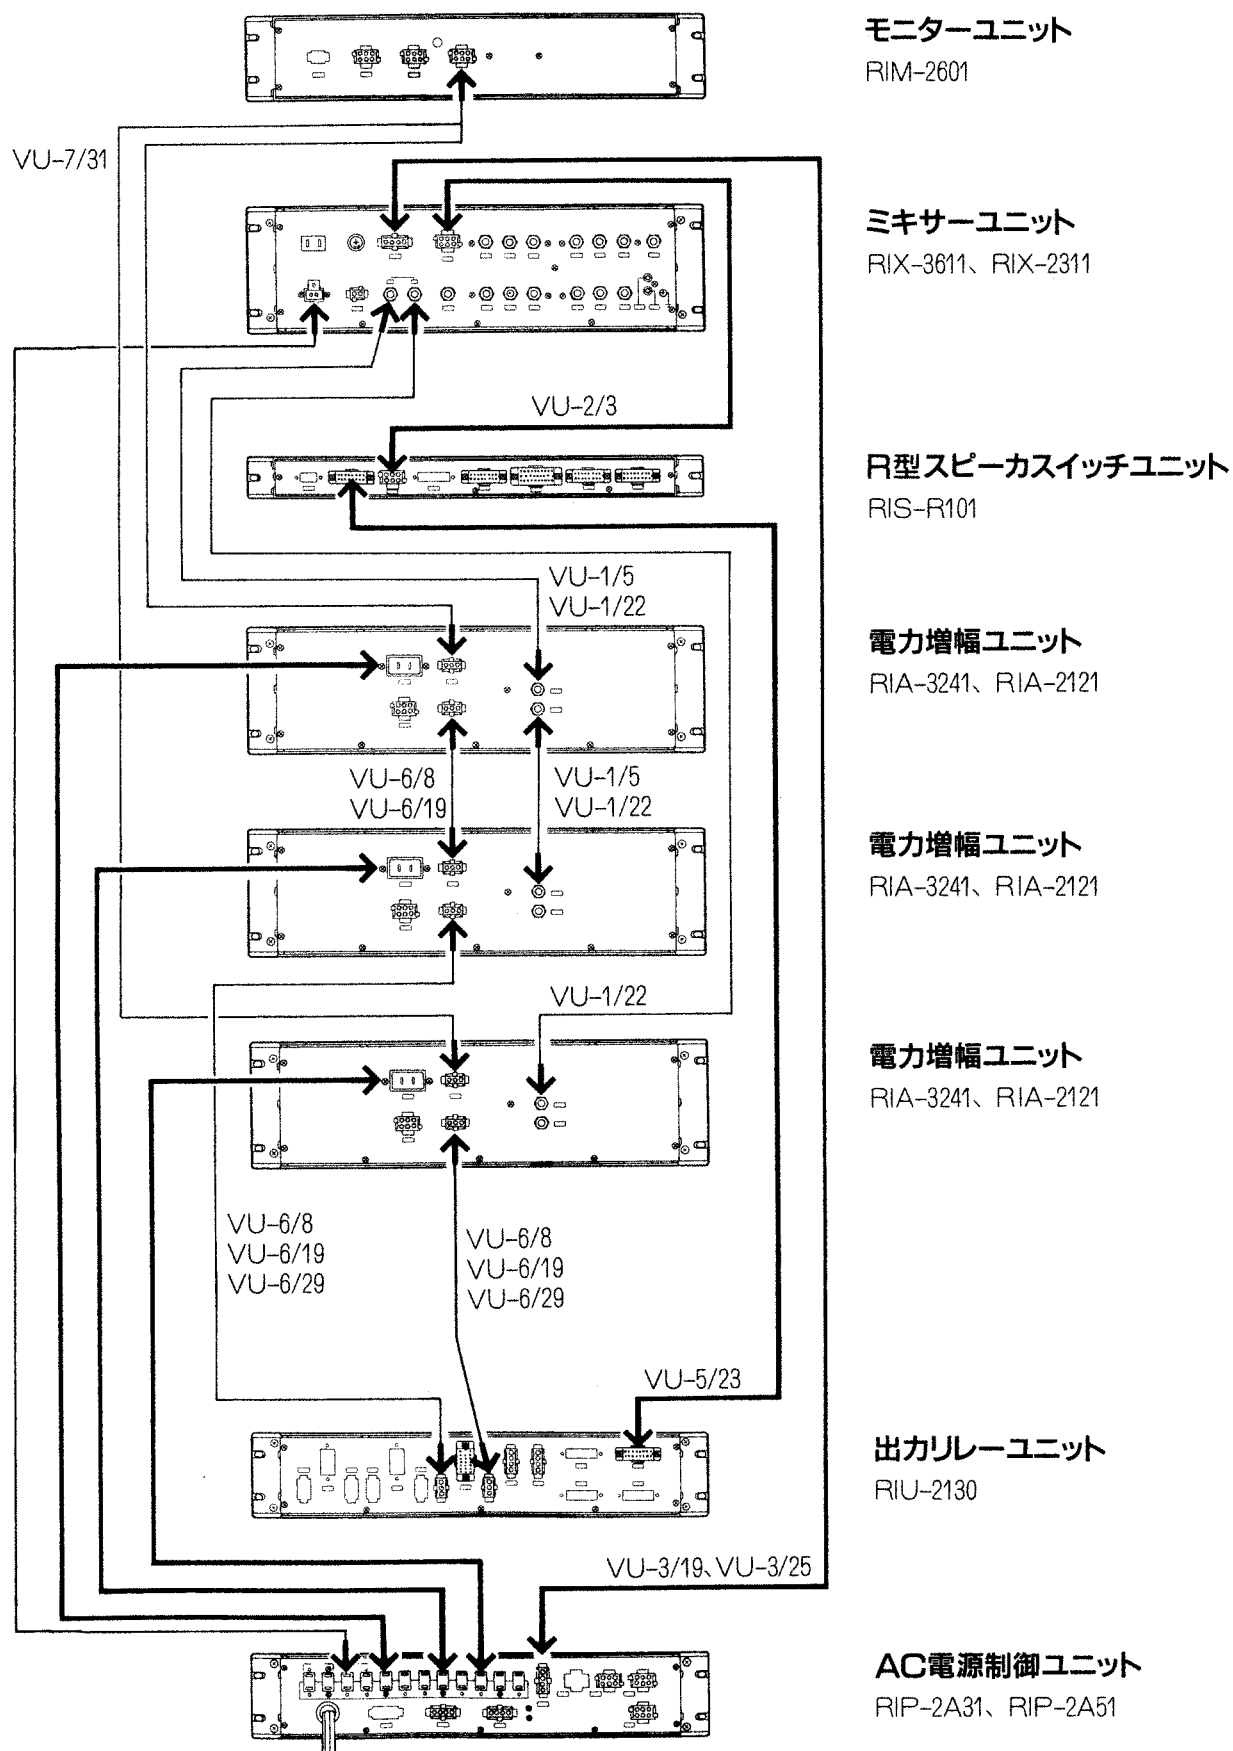 モニターユニット
RIM-2601
VU-7/31
ミキサーユニット
RIX-3611、RIX-2311
VU-2/3
R型スピーカスイッチユニット
RIS-R101
VU-1/5
VU-1/22
電力増幅ユニット
RIA-3241、RIA-2121
VU-6/8
VU-6/19
VU-1/5
VU-1/22
電力増幅ユニット
RIA-3241、RIA-2121
VU-1/22
電力増幅ユニット
RIA-3241、RIA-2121
VU-6/8
VU-6/19
VU-6/29
VU-6/8
VU-6/19
VU-6/29
VU-5/23
出力リレーユニット
RIU-2130
VU-3/19、VU-3/25
AC電源制御ユニット
RIP-2A31、RIP-2A51